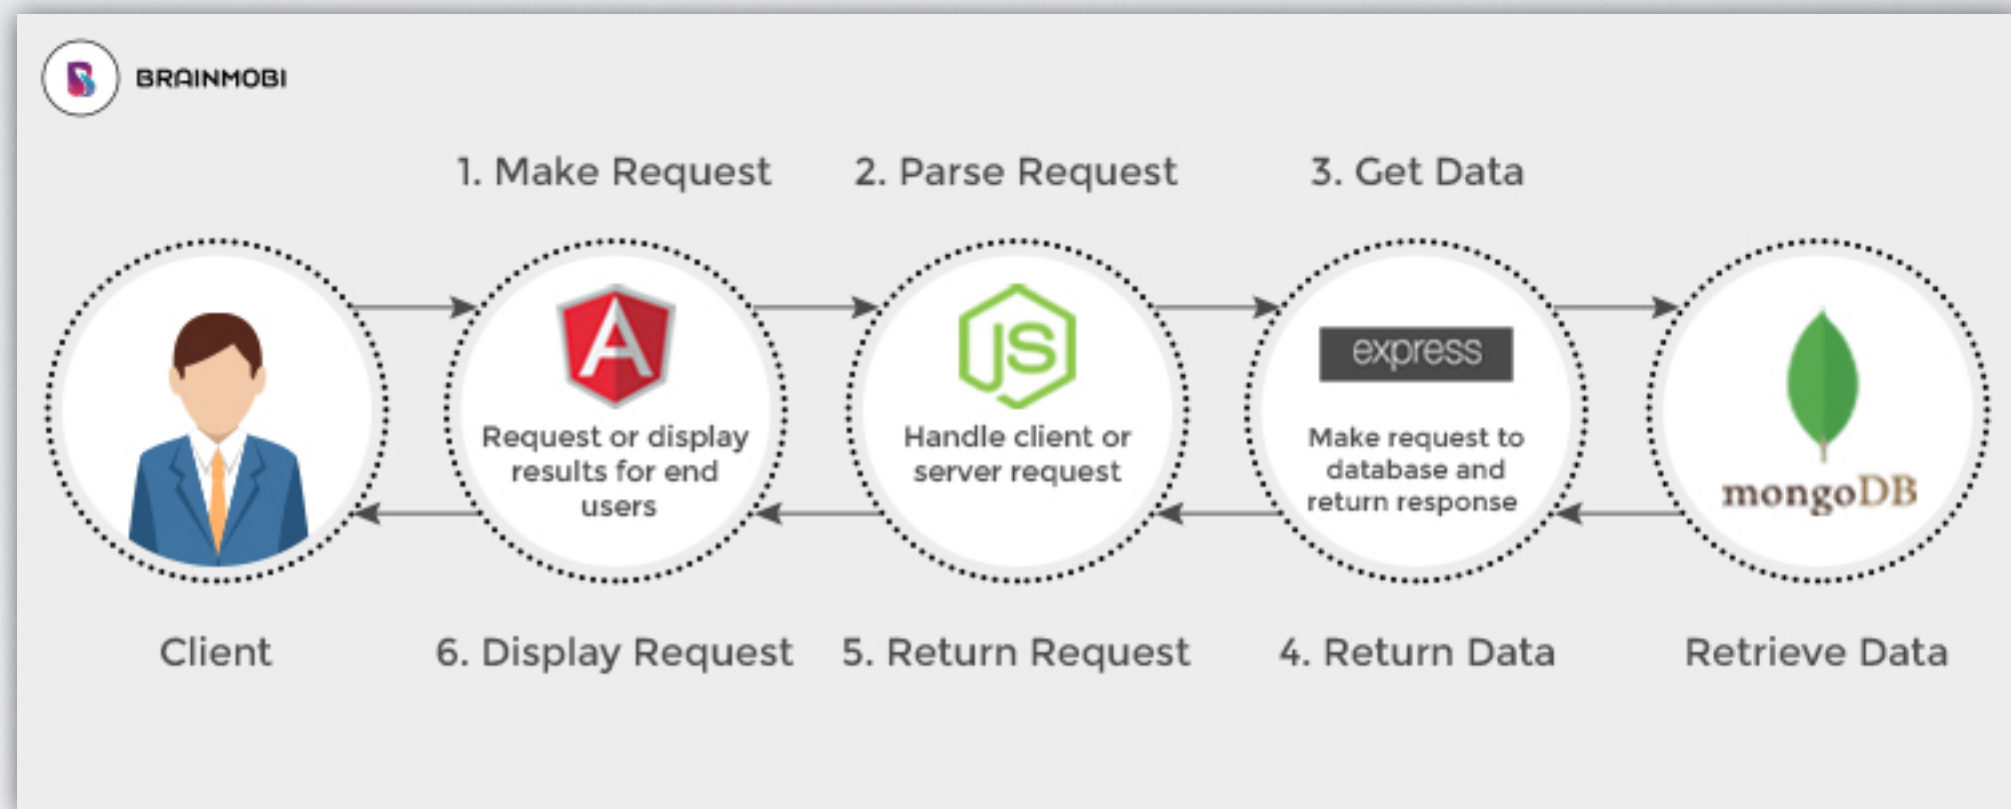 BRAINMOBI
1. Make Request
2. Parse Request
3. Get Data
A
Request or display
results for end
users
JS
Handle client or
server request
express
Make request to
database and
return response
mongoDB
Client
6. Display Request
5. Return Request
4. Return Data
Retrieve Data